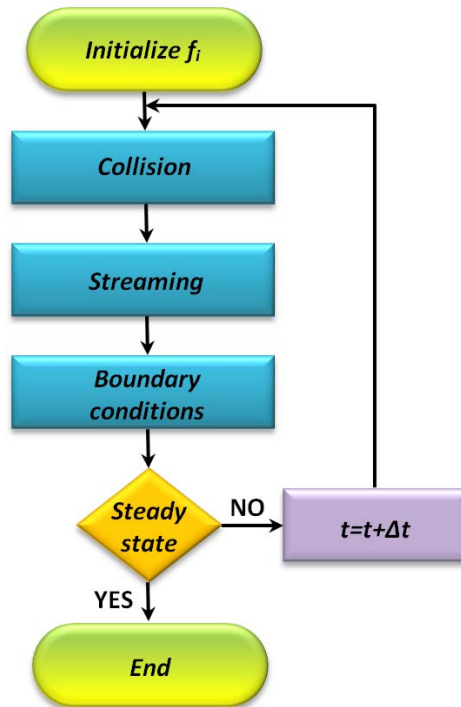 Initialize fi
Collision
Streaming
Boundary
conditions
Steady
state
NO
t=t+Δt
YES
End